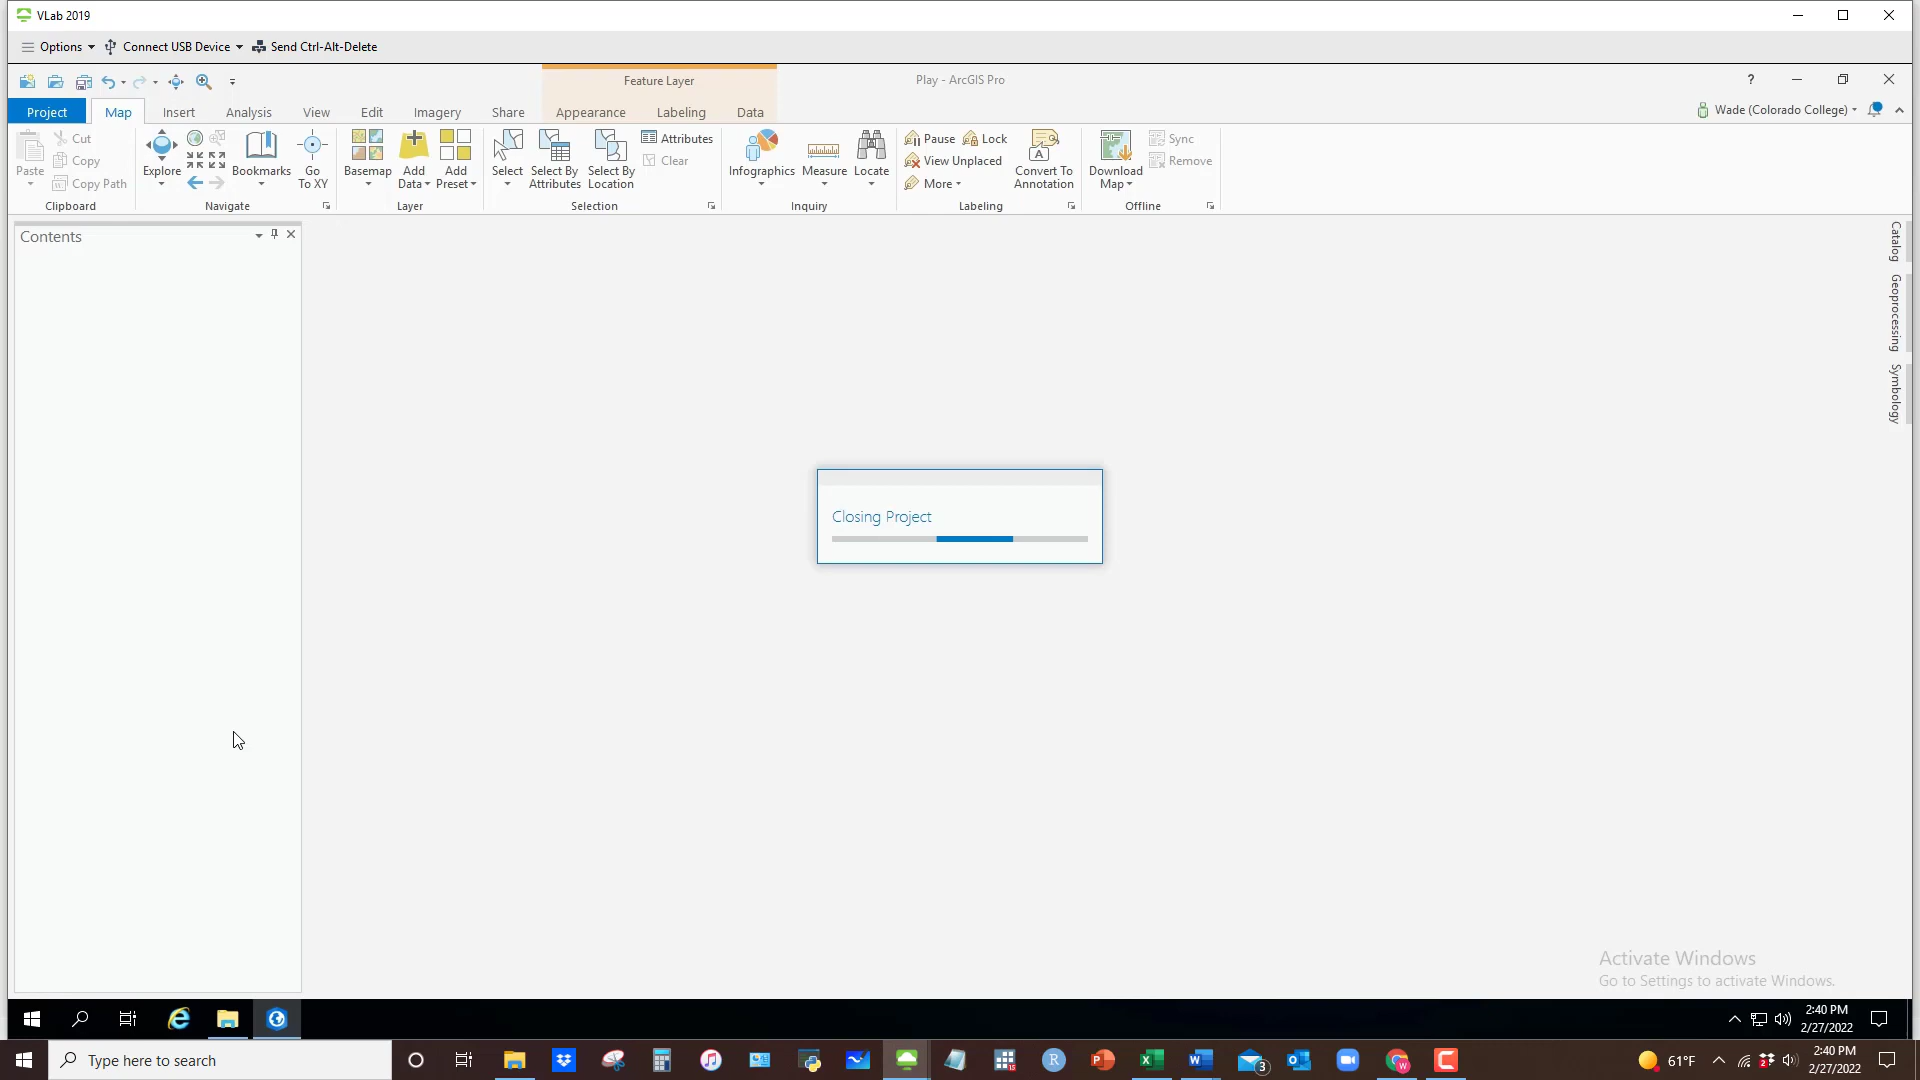 VLab 2019
Options Connect USB Device Send Ctrl-Alt-Delete
Feature Layer
Play - ArcGIS Pro
?
Project Map Insert Analysis View Edit Imagery Share Appearance Labeling Data
Wade (Colorado College)
Paste
Cut
Copy
Copy Path
Clipboard
Explore
Bookmarks
Go
To XY
Navigate
Basemap
Add
Data
Add
Preset
Layer
Select
Select By
Attributes
Select By
Location
Attributes
Clear
Selection
Infographics
Measure
Locate
Inquiry
Pause
Lock
View Unplaced
More
Convert To
Annotation
Labeling
Download
Map
Sync
Remove
Offline
Contents
Catalog
Geoprocessing
Symbology
Closing Project
Activate Windows
Go to Settings to activate Windows.
2:40 PM
2/27/2022
Type here to search
3
61°F
2:40 PM
2/27/2022